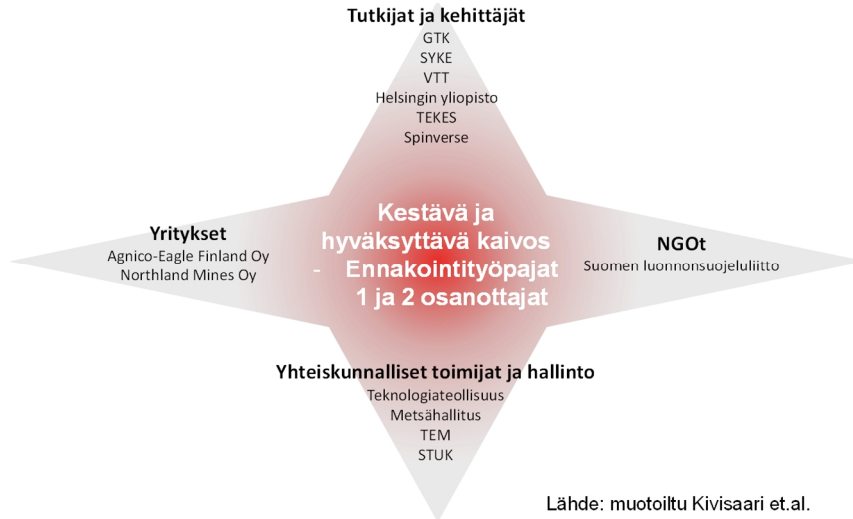 Tutkijat ja kehittäjät
GTK
SYKE
VTT
Helsingin yliopisto
TEKES
Spinverse
Yritykset
Agnico-Eagle Finland Oy
Northland Mines Oy
Kestävä ja
hyväksyttävä kaivos
- Ennakointityöpajat
1 ja 2 osanottajat
NGOt
Suomen luonnonsuojeluliitto
Yhteiskunnalliset toimijat ja hallinto
Teknologiateollisuus
Metsähallitus
TEM
STUK
Lähde: muotoiltu Kivisaari et.al.